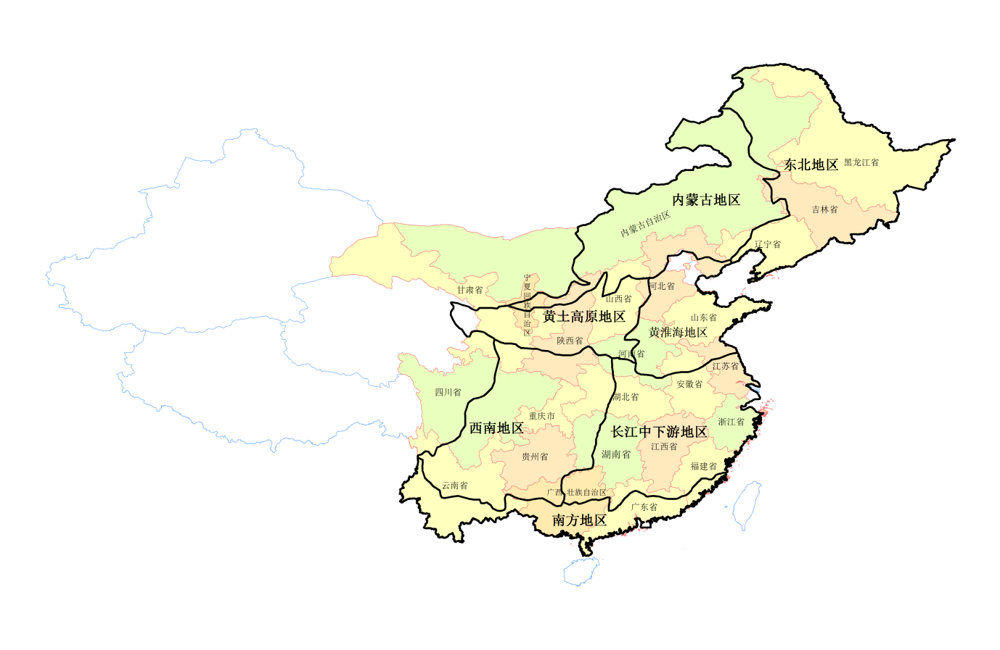 东北地区
黑龙江省
内蒙古地区
吉林省
内蒙古自治区
辽宁省
宁夏回族自治区
甘肃省
河北省
山西省
黄土高原地区
山东省
黄淮海地区
陕西省
河南省
江苏省
安徽省
四川省
湖北省
重庆市
浙江省
西南地区
长江中下游地区
江西省
湖南省
贵州省
福建省
云南省
广西 壮族自治区
广东省
南方地区